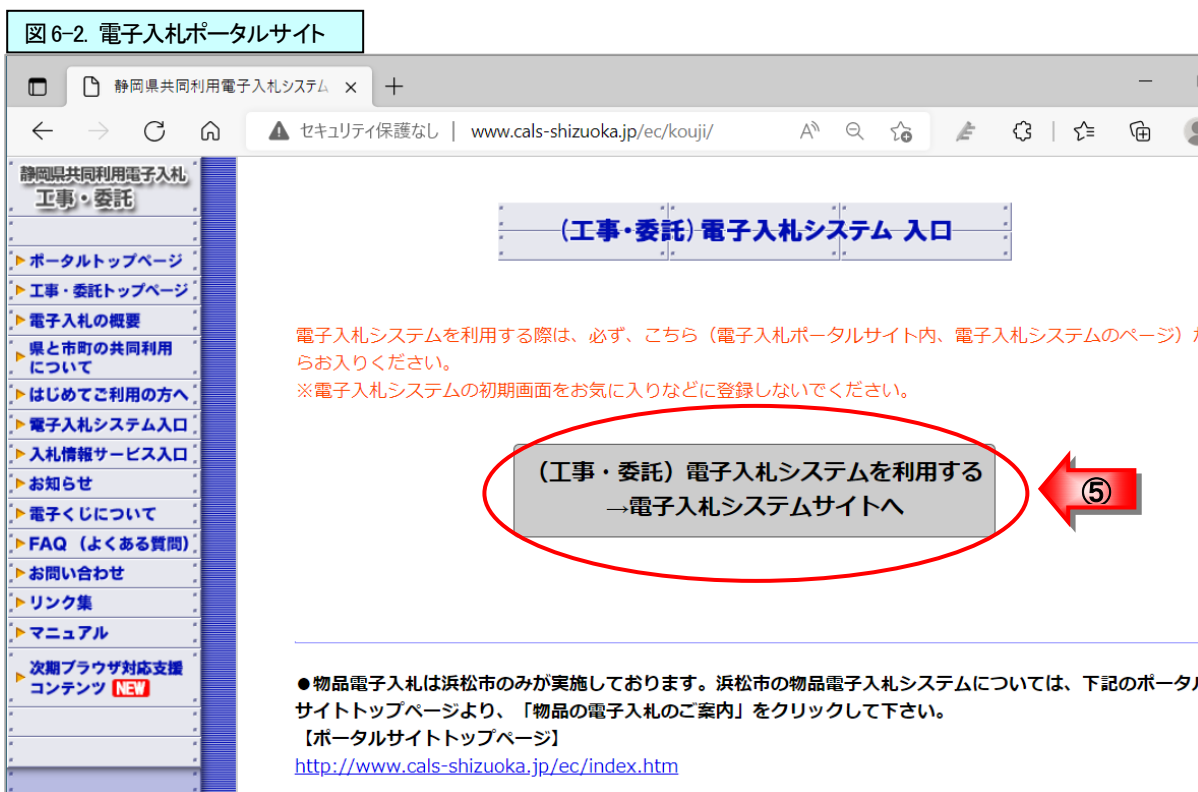 図 6-2. 電子入札ポータルサイト
静岡県共同利用電子入札システム
セキュリティ保護なし | www.cals-shizuoka.jp/ec/kouji/
静岡県共同利用電子入札
工事・委託
ポータルトップページ
工事・委託トップページ
電子入札の概要
県と市町の共同利用
について
はじめてご利用の方へ
電子入札システム入口
入札情報サービス入口
お知らせ
電子くじについて
FAQ（よくある質問）
お問い合わせ
リンク集
マニュアル
次期ブラウザ対応支援
コンテンツ NEW
（工事・委託）電子入札システム 入口
電子入札システムを利用する際は、必ず、こちら（電子入札ポータルサイト内、電子入札システムのページ）か
らお入りください。
※電子入札システムの初期画面をお気に入りなどに登録しないでください。
（工事・委託）電子入札システムを利用する
→電子入札システムサイトへ
⑤
●物品電子入札は浜松市のみが実施しております。浜松市の物品電子入札システムについては、下記のポータル
サイトトップページより、「物品の電子入札のご案内」をクリックして下さい。
【ポータルサイトトップページ】
http://www.cals-shizuoka.jp/ec/index.htm